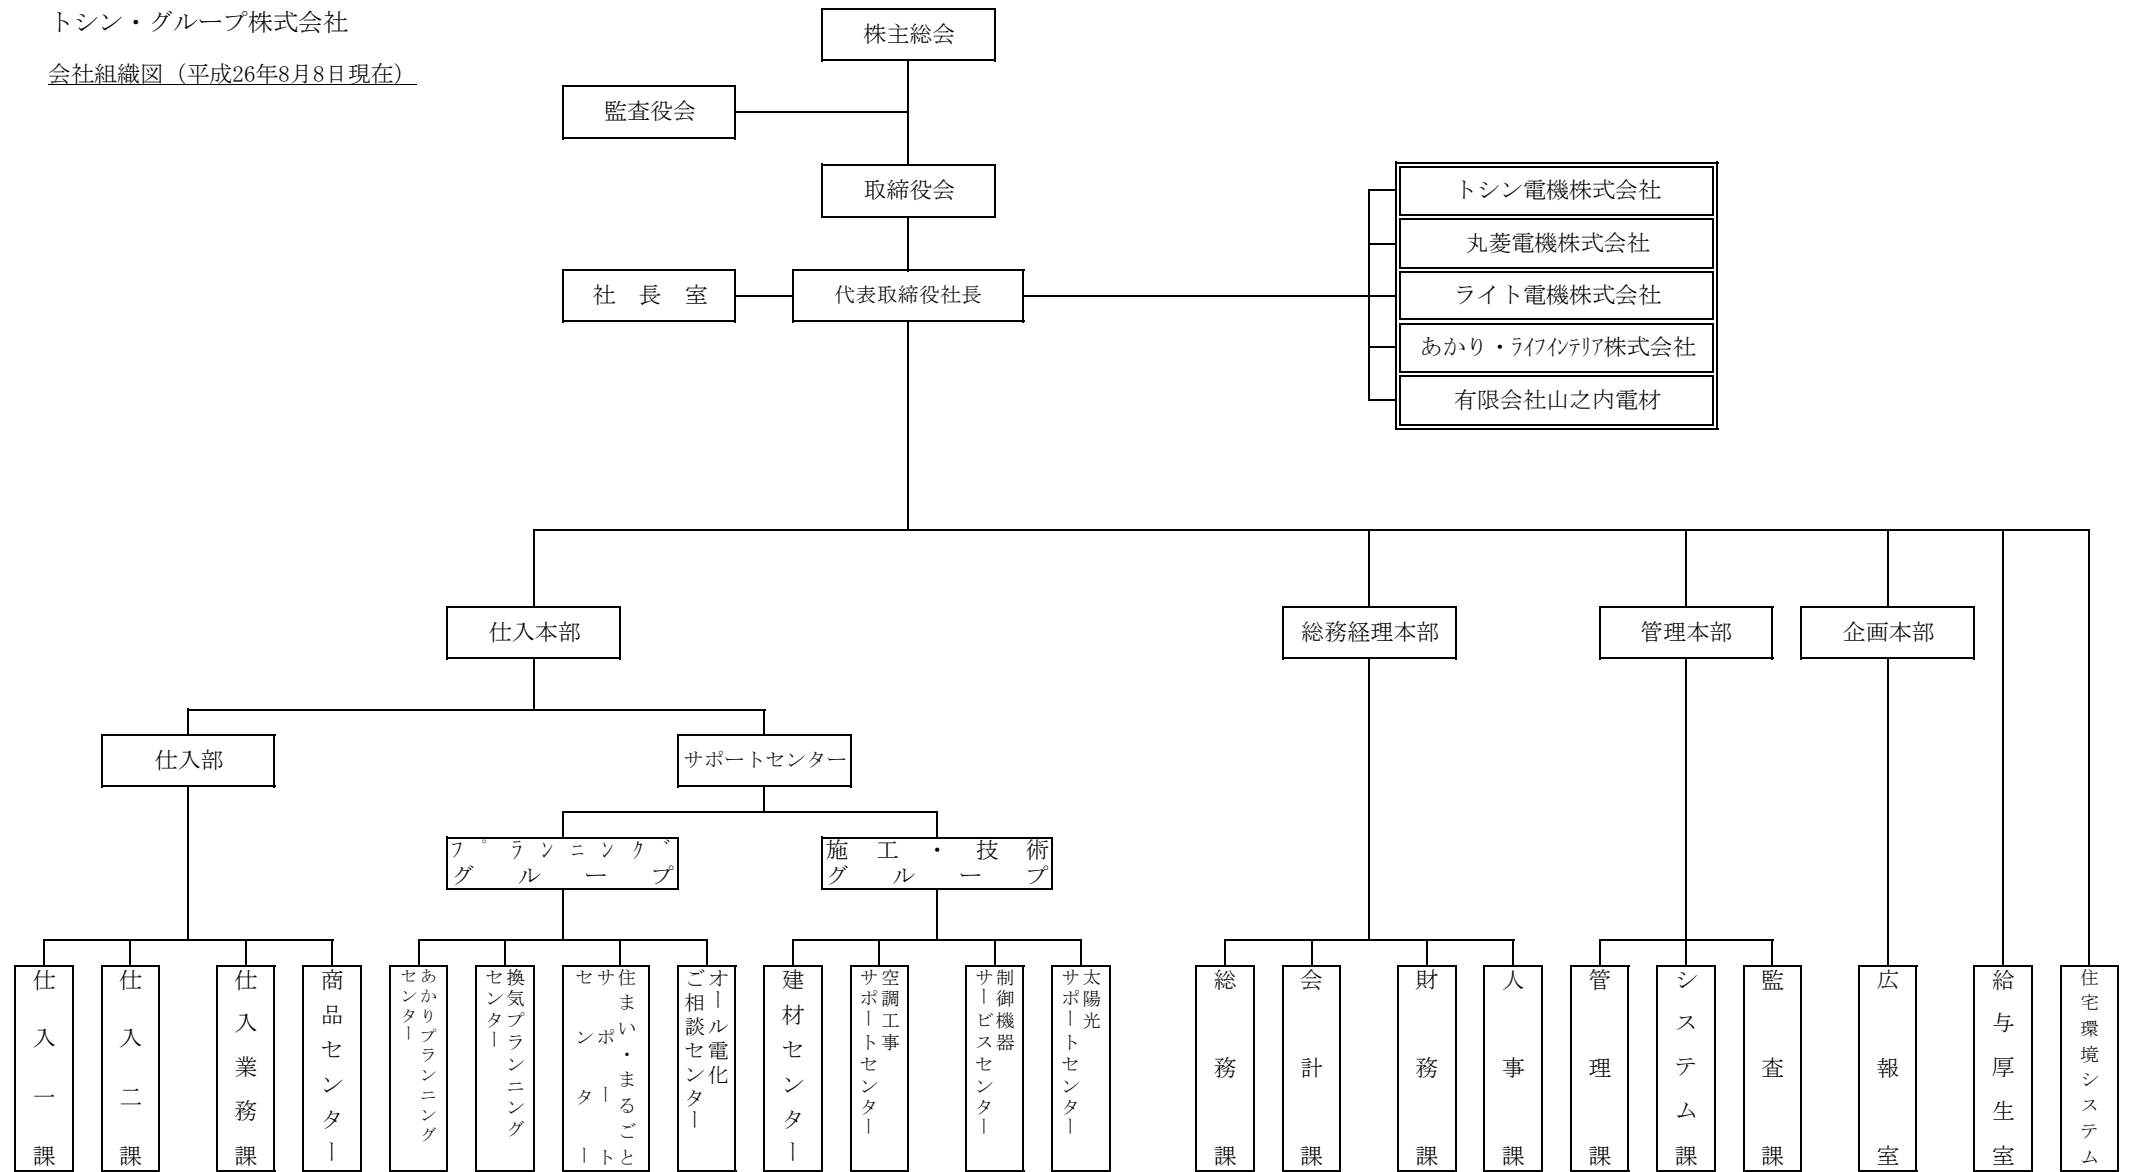 トシン・グループ株式会社
会社組織図（平成26年8月8日現在）
株主総会
監査役会
取締役会
社　長　室
代表取締役社長
トシン電機株式会社
丸菱電機株式会社
ライト電機株式会社
あかり・ﾗｲﾌｲﾝﾃﾘｱ株式会社
有限会社山之内電材
仕入本部
総務経理本部
管理本部
企画本部
仕入部
サポートセンター
ﾌﾟﾗﾝﾆﾝｸﾞ
グループ
施工・技術
グループ
仕入一課
仕入二課
仕入業務課
商品センター
あかりプランニング
センター
換気プランニング
センター
住まい・まるごと
サポート
センター
オール電化
ご相談センター
建材センター
空調工事
サポートセンター
制御機器
サービスセンター
太陽光
サポートセンター
総務課
会計課
財務課
人事課
管理課
システム課
監査課
広報室
給与厚生室
住宅環境システム